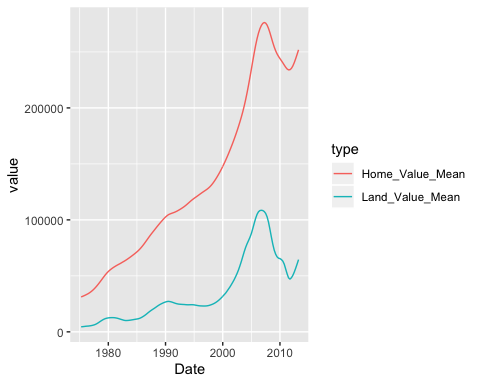 value
200000
100000
0
1980 1990 2000 2010
Date
type
Home_Value_Mean
Land_Value_Mean